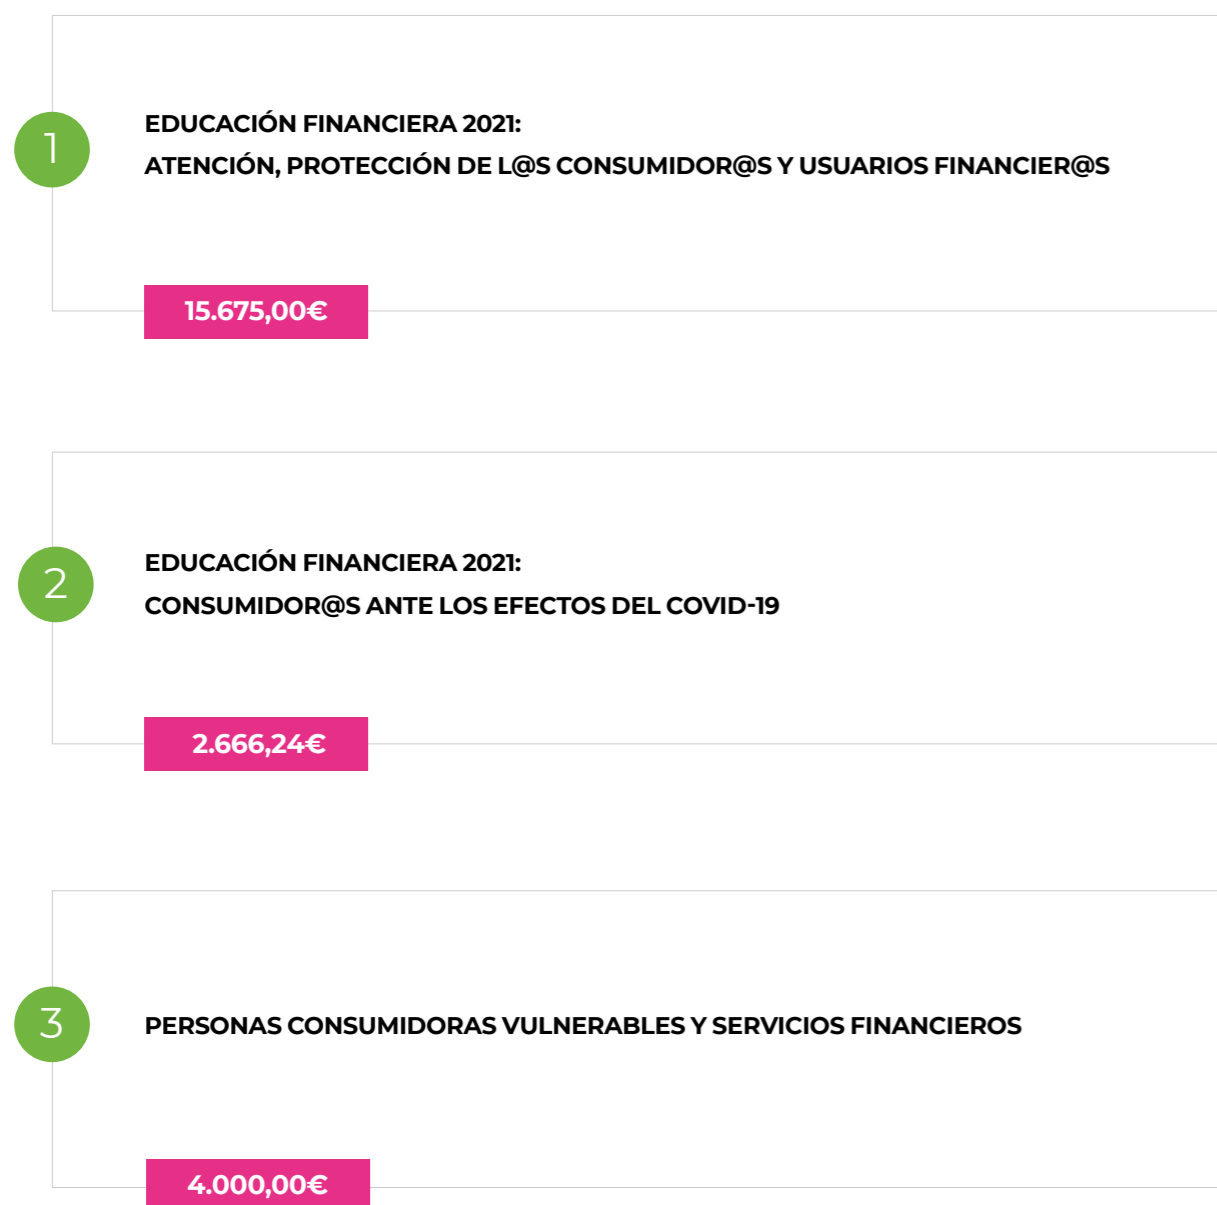 1
EDUCACIÓN FINANCIERA 2021:
ATENCIÓN, PROTECCIÓN DE L@S CONSUMIDOR@S Y USUARIOS FINANCIER@S
15.675,00€
2
EDUCACIÓN FINANCIERA 2021:
CONSUMIDOR@S ANTE LOS EFECTOS DEL COVID-19
2.666,24€
3
PERSONAS CONSUMIDORAS VULNERABLES Y SERVICIOS FINANCIEROS
4.000,00€